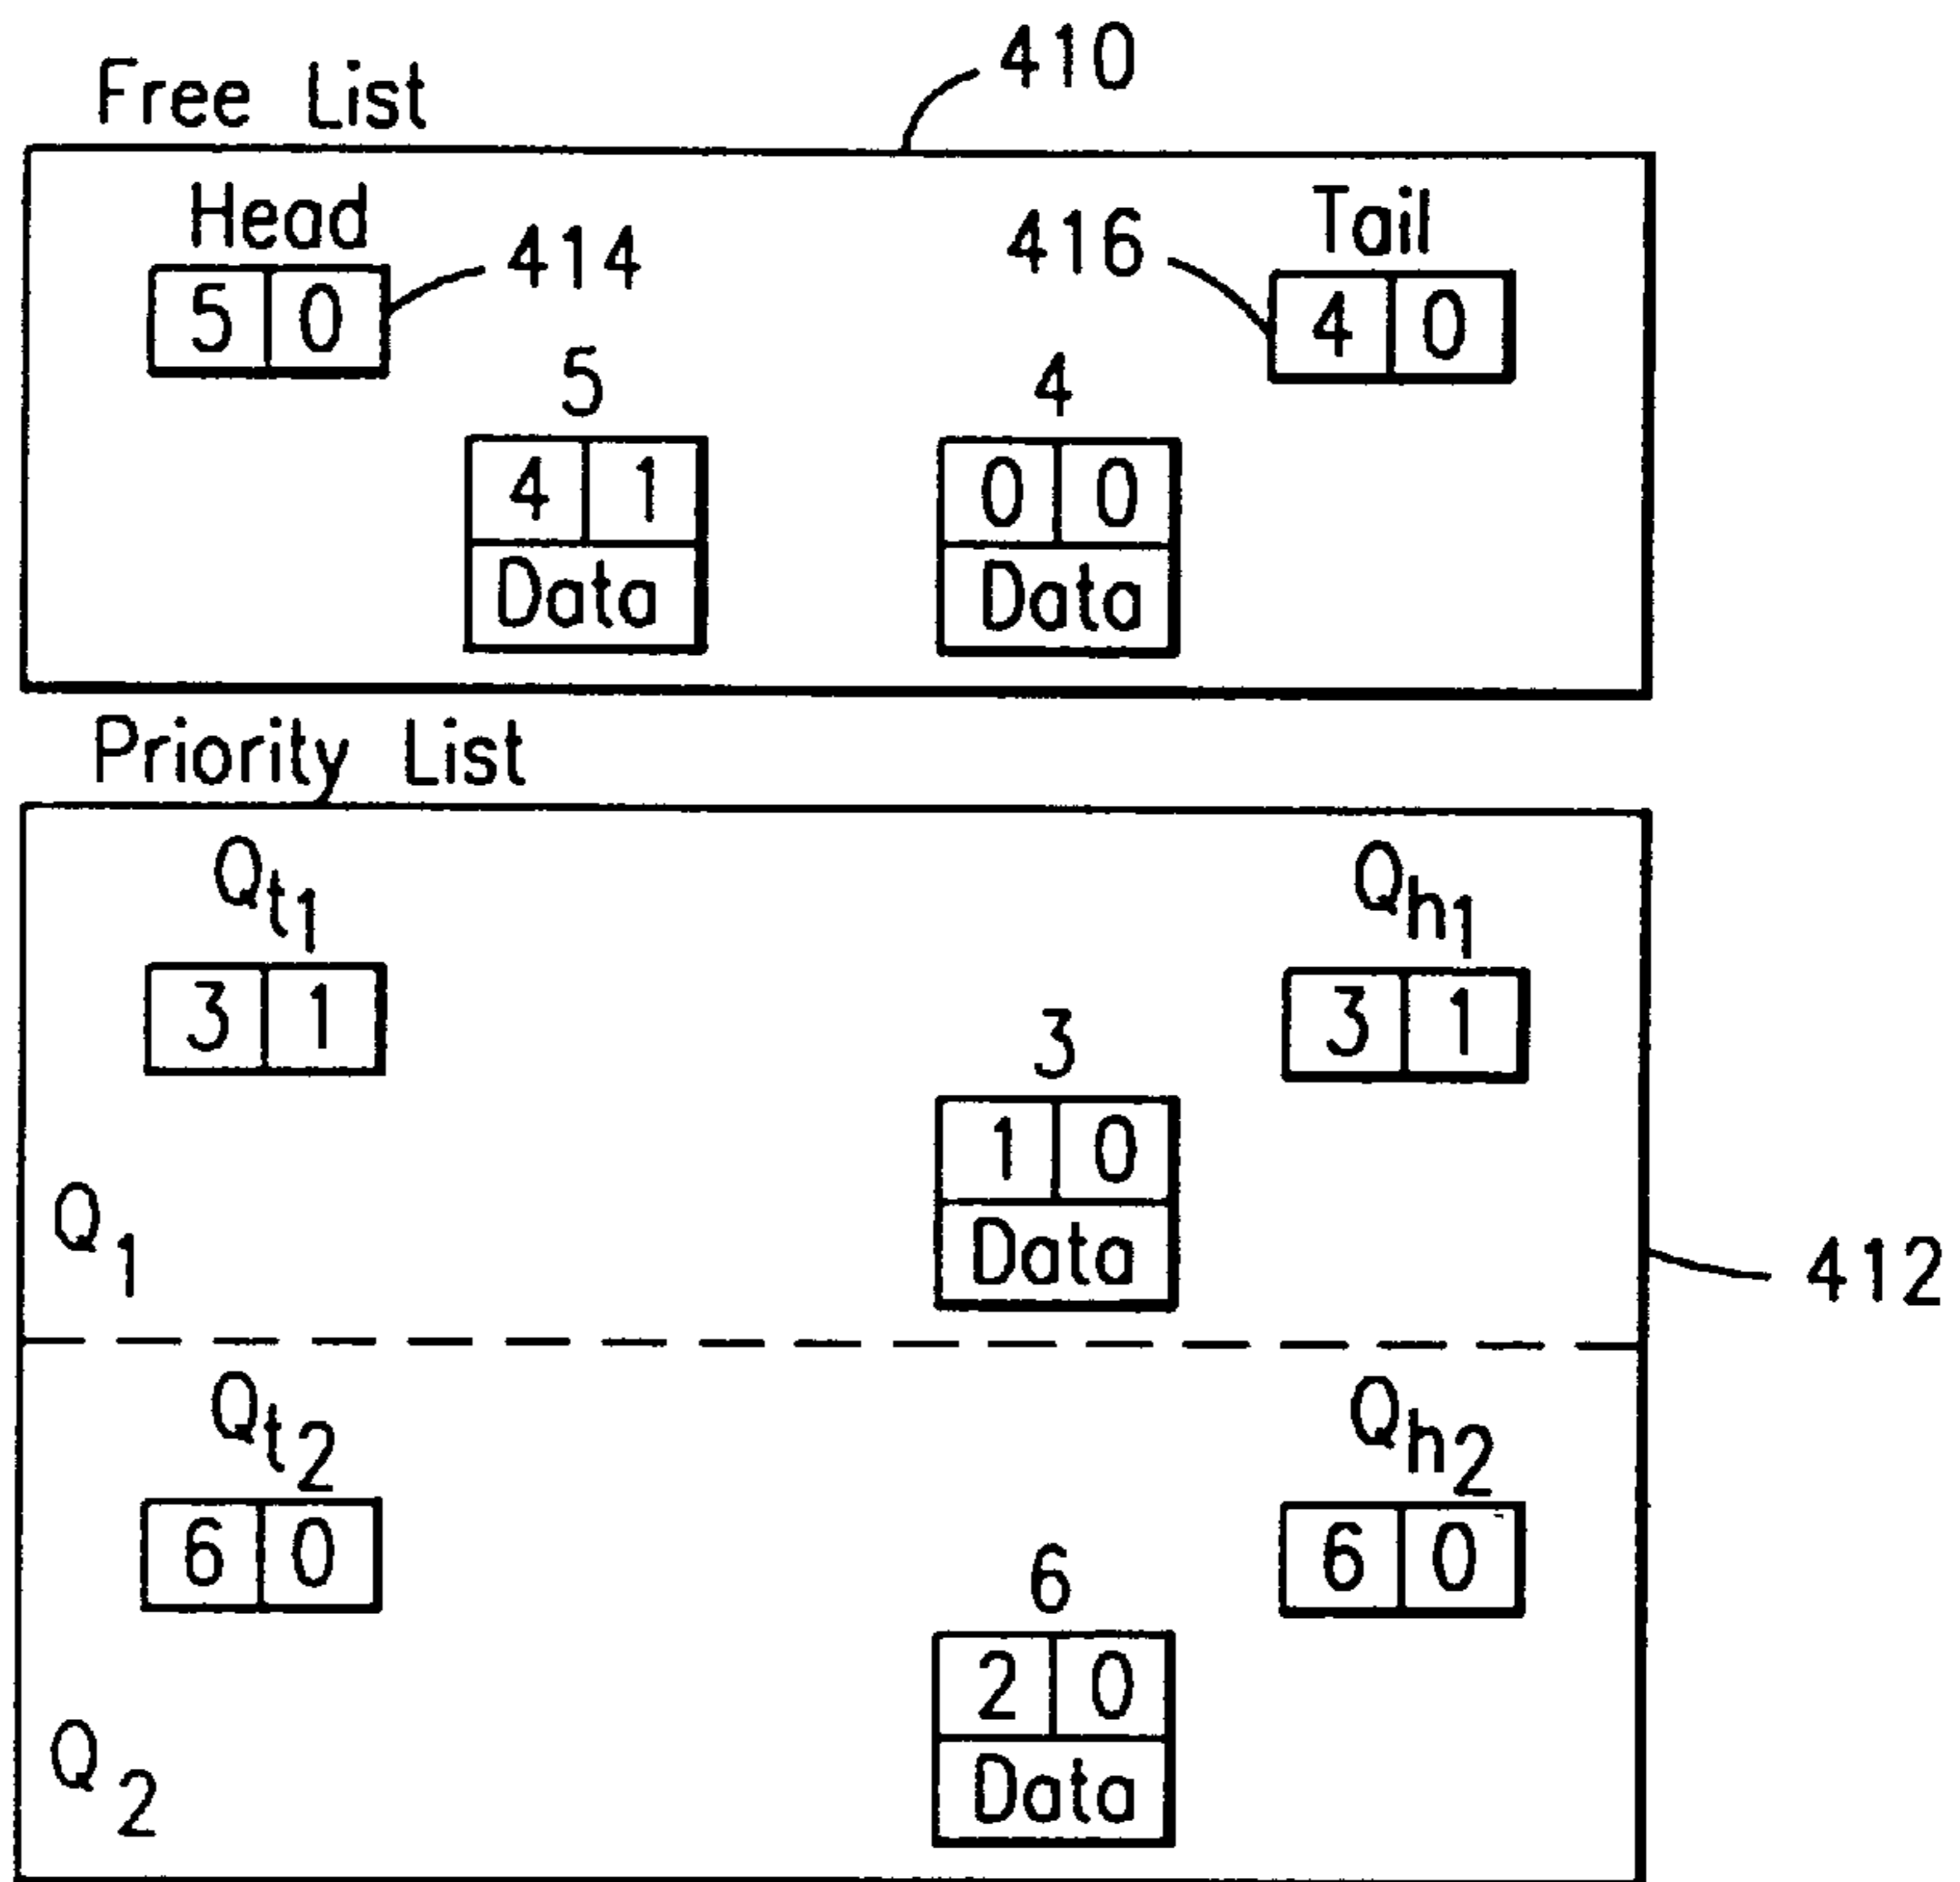 Free List 410
Head 414 416 Tail
5 0 4 0
5 4
4 1 0 0
Data Data
Priority List
Qt1 Qh1
3 1 3 1
3
1 0
Q1 Data 412
Qt2 Qh2
6 0 6 0
6
2 0
Q2 Data